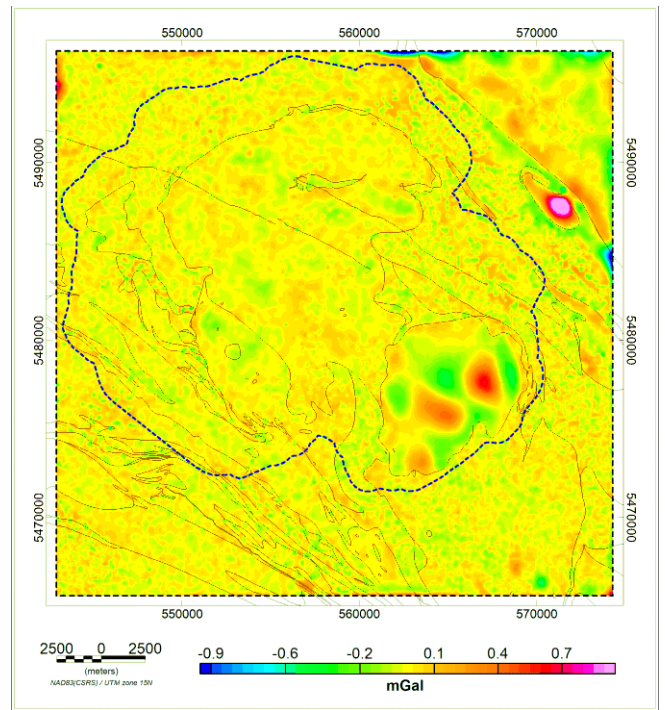 550000 560000 570000
5490000 5490000
5480000 5480000
5470000 5470000
550000 560000 570000
2500 0 2500
(meters)
NAD83(CSRS) / UTM zone 15N
-0.9 -0.6 -0.2 0.1 0.4 0.7
mGal